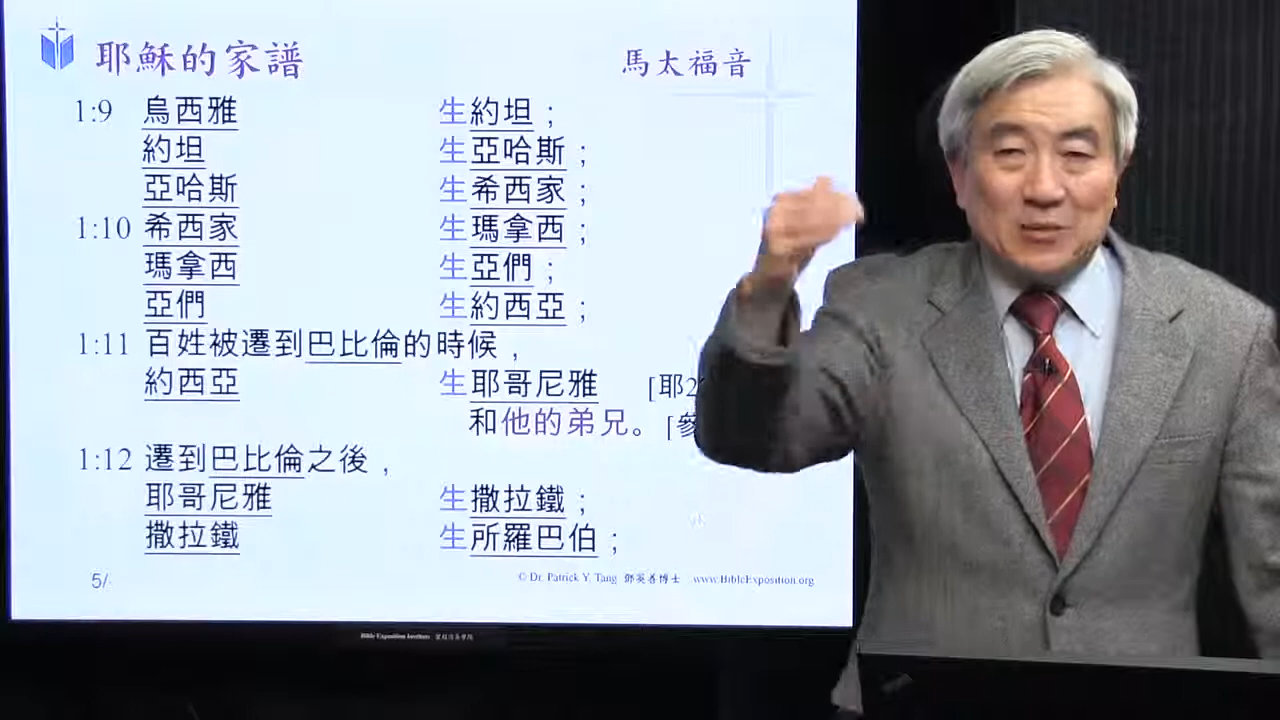 耶穌的家譜 馬太福音
1:9 烏西雅 生約坦；
約坦 生亞哈斯；
亞哈斯 生希西家；
1:10 希西家 生瑪拿西；
瑪拿西 生亞們；
亞們 生約西亞；
1:11 百姓被遷到巴比倫的時候，
約西亞 生耶哥尼雅 [耶2
和他的弟兄。[參
1:12 遷到巴比倫之後，
耶哥尼雅 生撒拉鐵；
撒拉鐵 生所羅巴伯；
5/
© Dr. Patrick Y. Tang 鄧英善博士 www.BibleExposition.org
Bible Exposition Institute